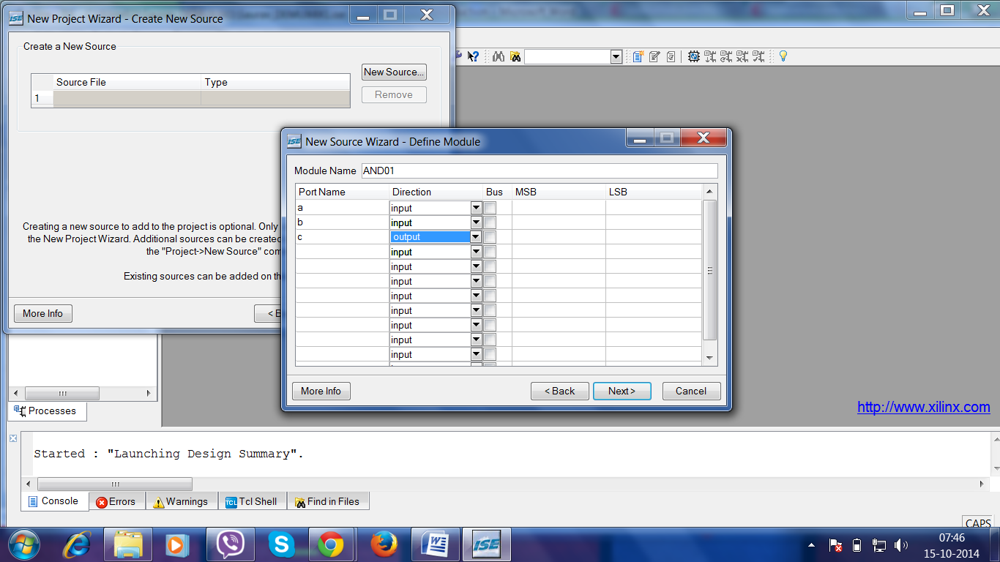 ISE New Project Wizard - Create New Source
Create a New Source
Source File Type
1
New Source...
Remove
Creating a new source to add to the project is optional. Only
the New Project Wizard. Additional sources can be created
the "Project->New Source" com
Existing sources can be added on th
More Info
< B
ISE New Source Wizard - Define Module
Module Name AND01
Port Name Direction Bus MSB LSB
a input
b input
c output
input
input
input
input
input
input
input
input
More Info < Back Next > Cancel
Processes
http://www.xilinx.com
Started : "Launching Design Summary".
Console Errors Warnings TCL Tcl Shell Find in Files
CAPS
ISE
07:46
15-10-2014